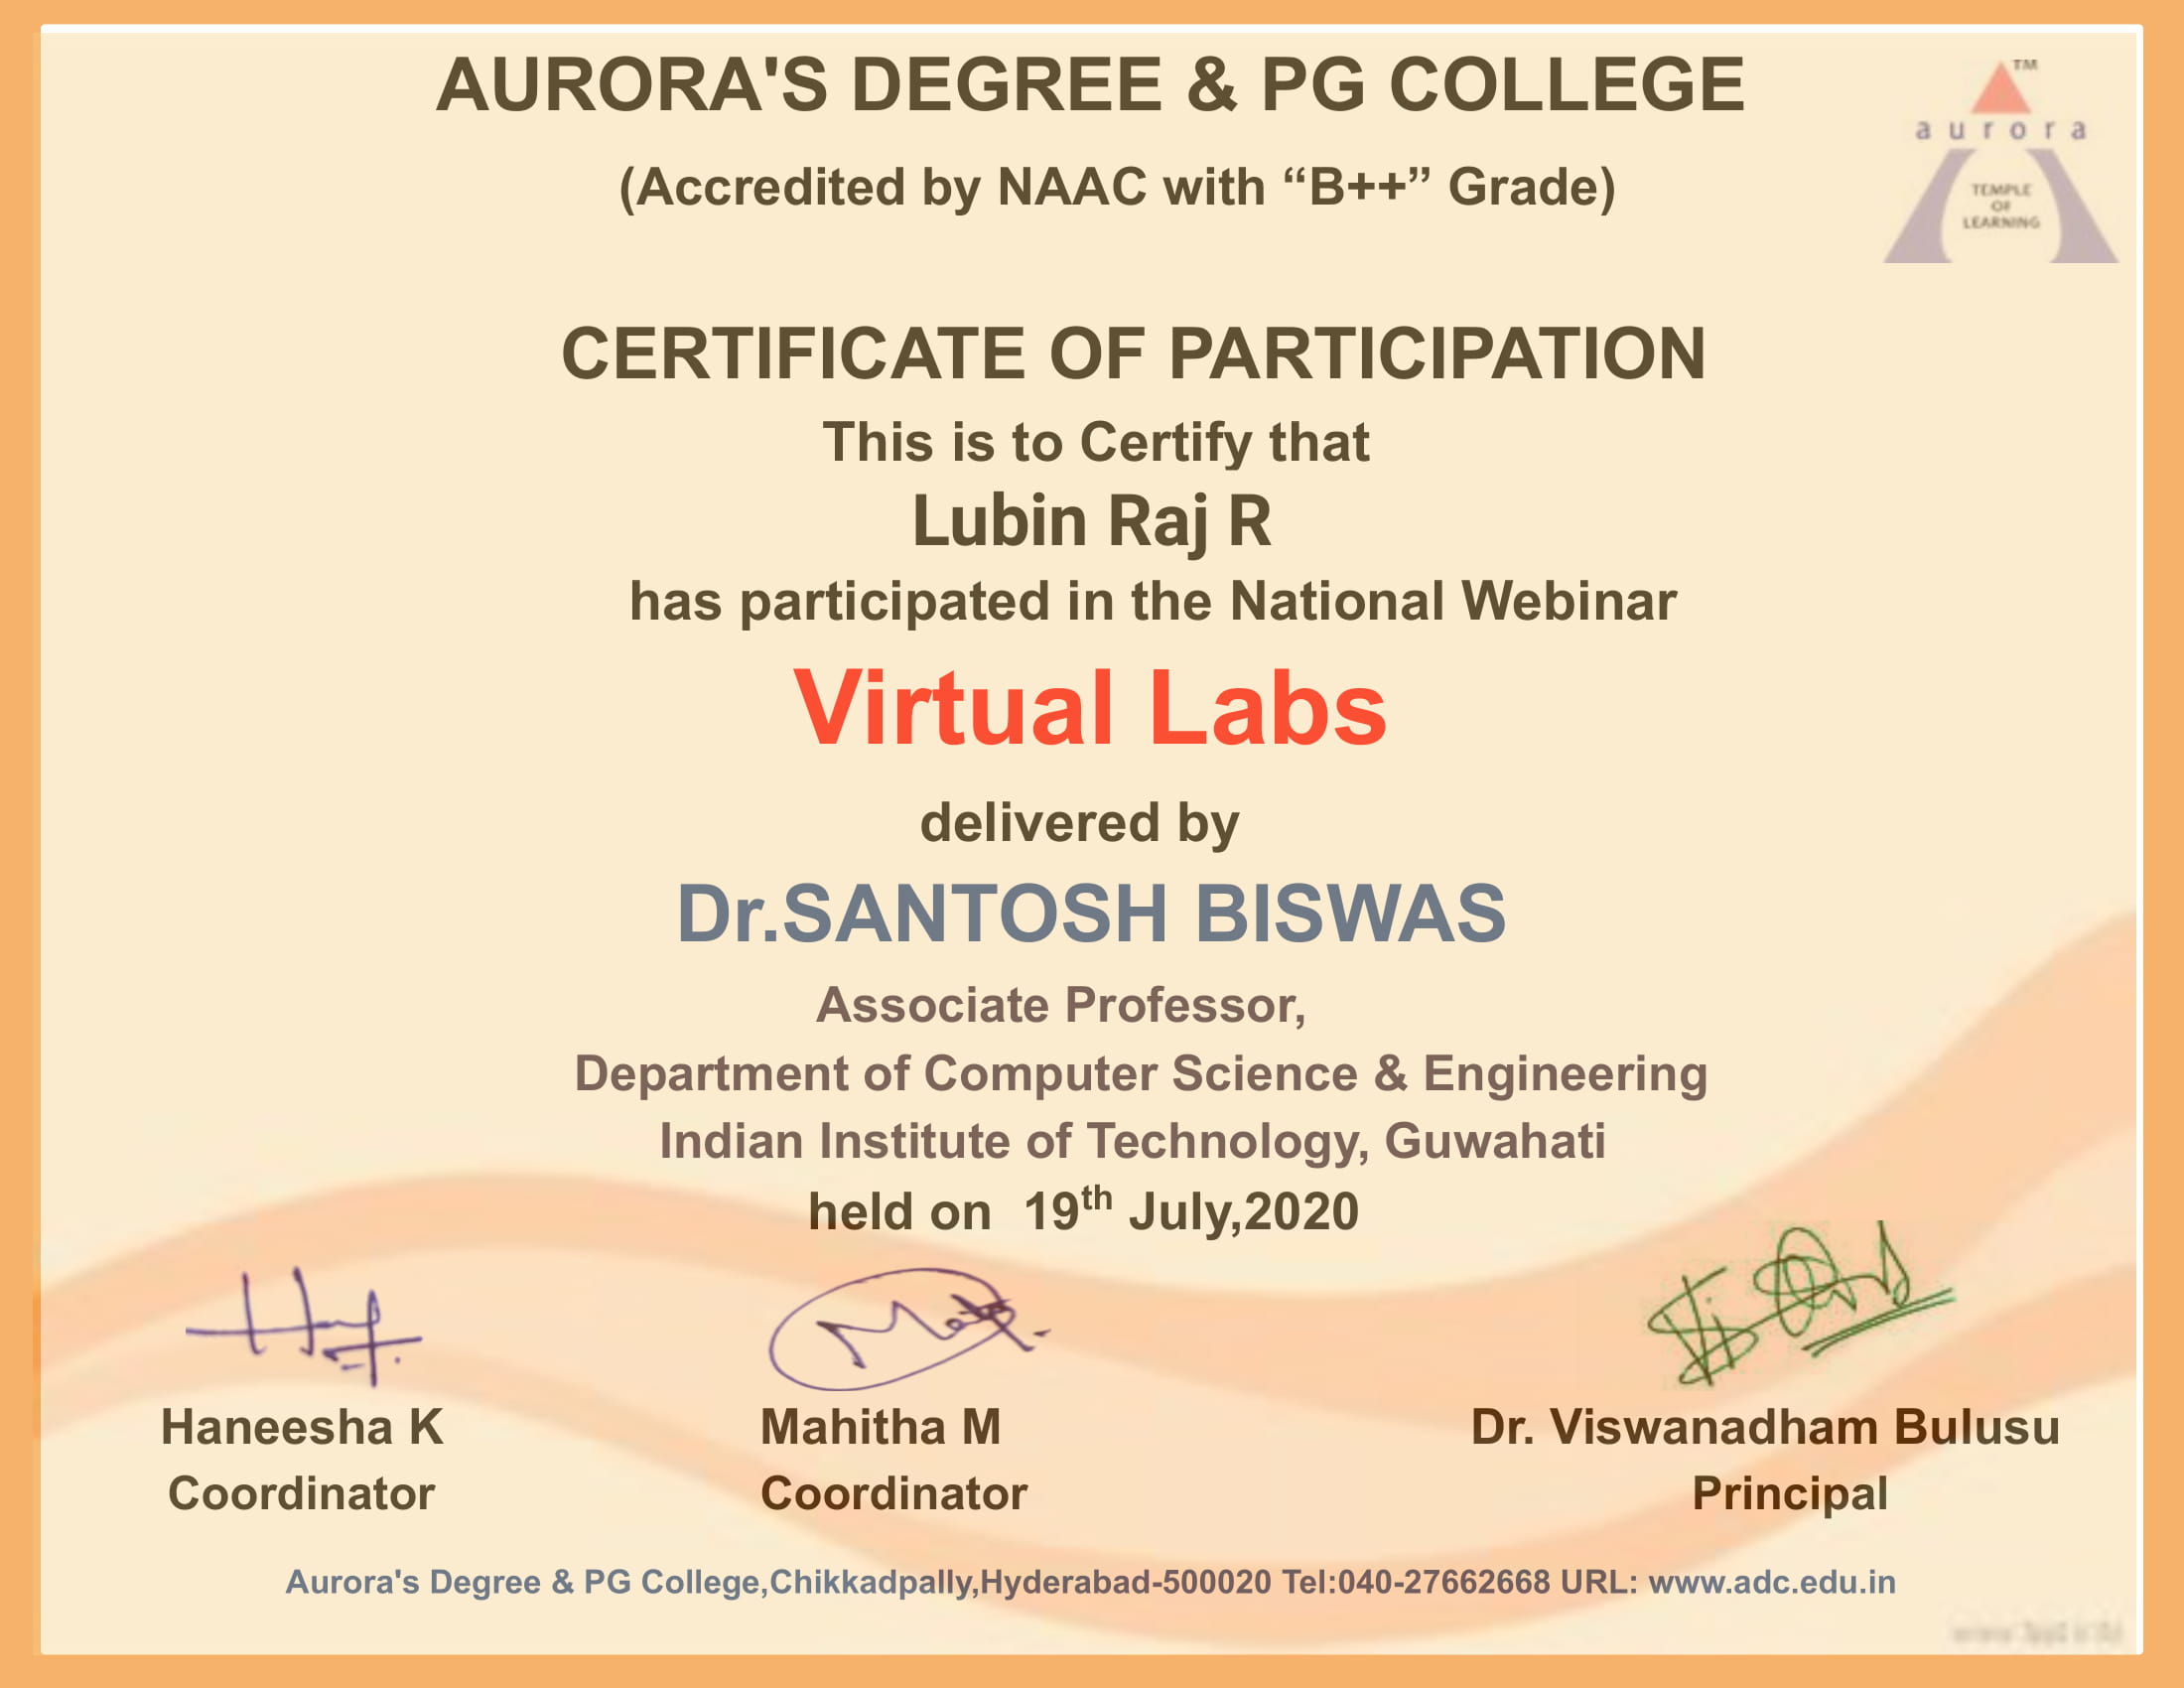 AURORA'S DEGREE & PG COLLEGE
(Accredited by NAAC with “B++” Grade)
TM
aurora
TEMPLE
OF
LEARNING
CERTIFICATE OF PARTICIPATION
This is to Certify that
Lubin Raj R
has participated in the National Webinar
Virtual Labs
delivered by
Dr.SANTOSH BISWAS
Associate Professor,
Department of Computer Science & Engineering
Indian Institute of Technology, Guwahati
held on 19th July,2020
Haneesha K
Coordinator
Mahitha M
Coordinator
Dr. Viswanadham Bulusu
Principal
Aurora's Degree & PG College,Chikkadpally,Hyderabad-500020 Tel:040-27662668 URL: www.adc.edu.in